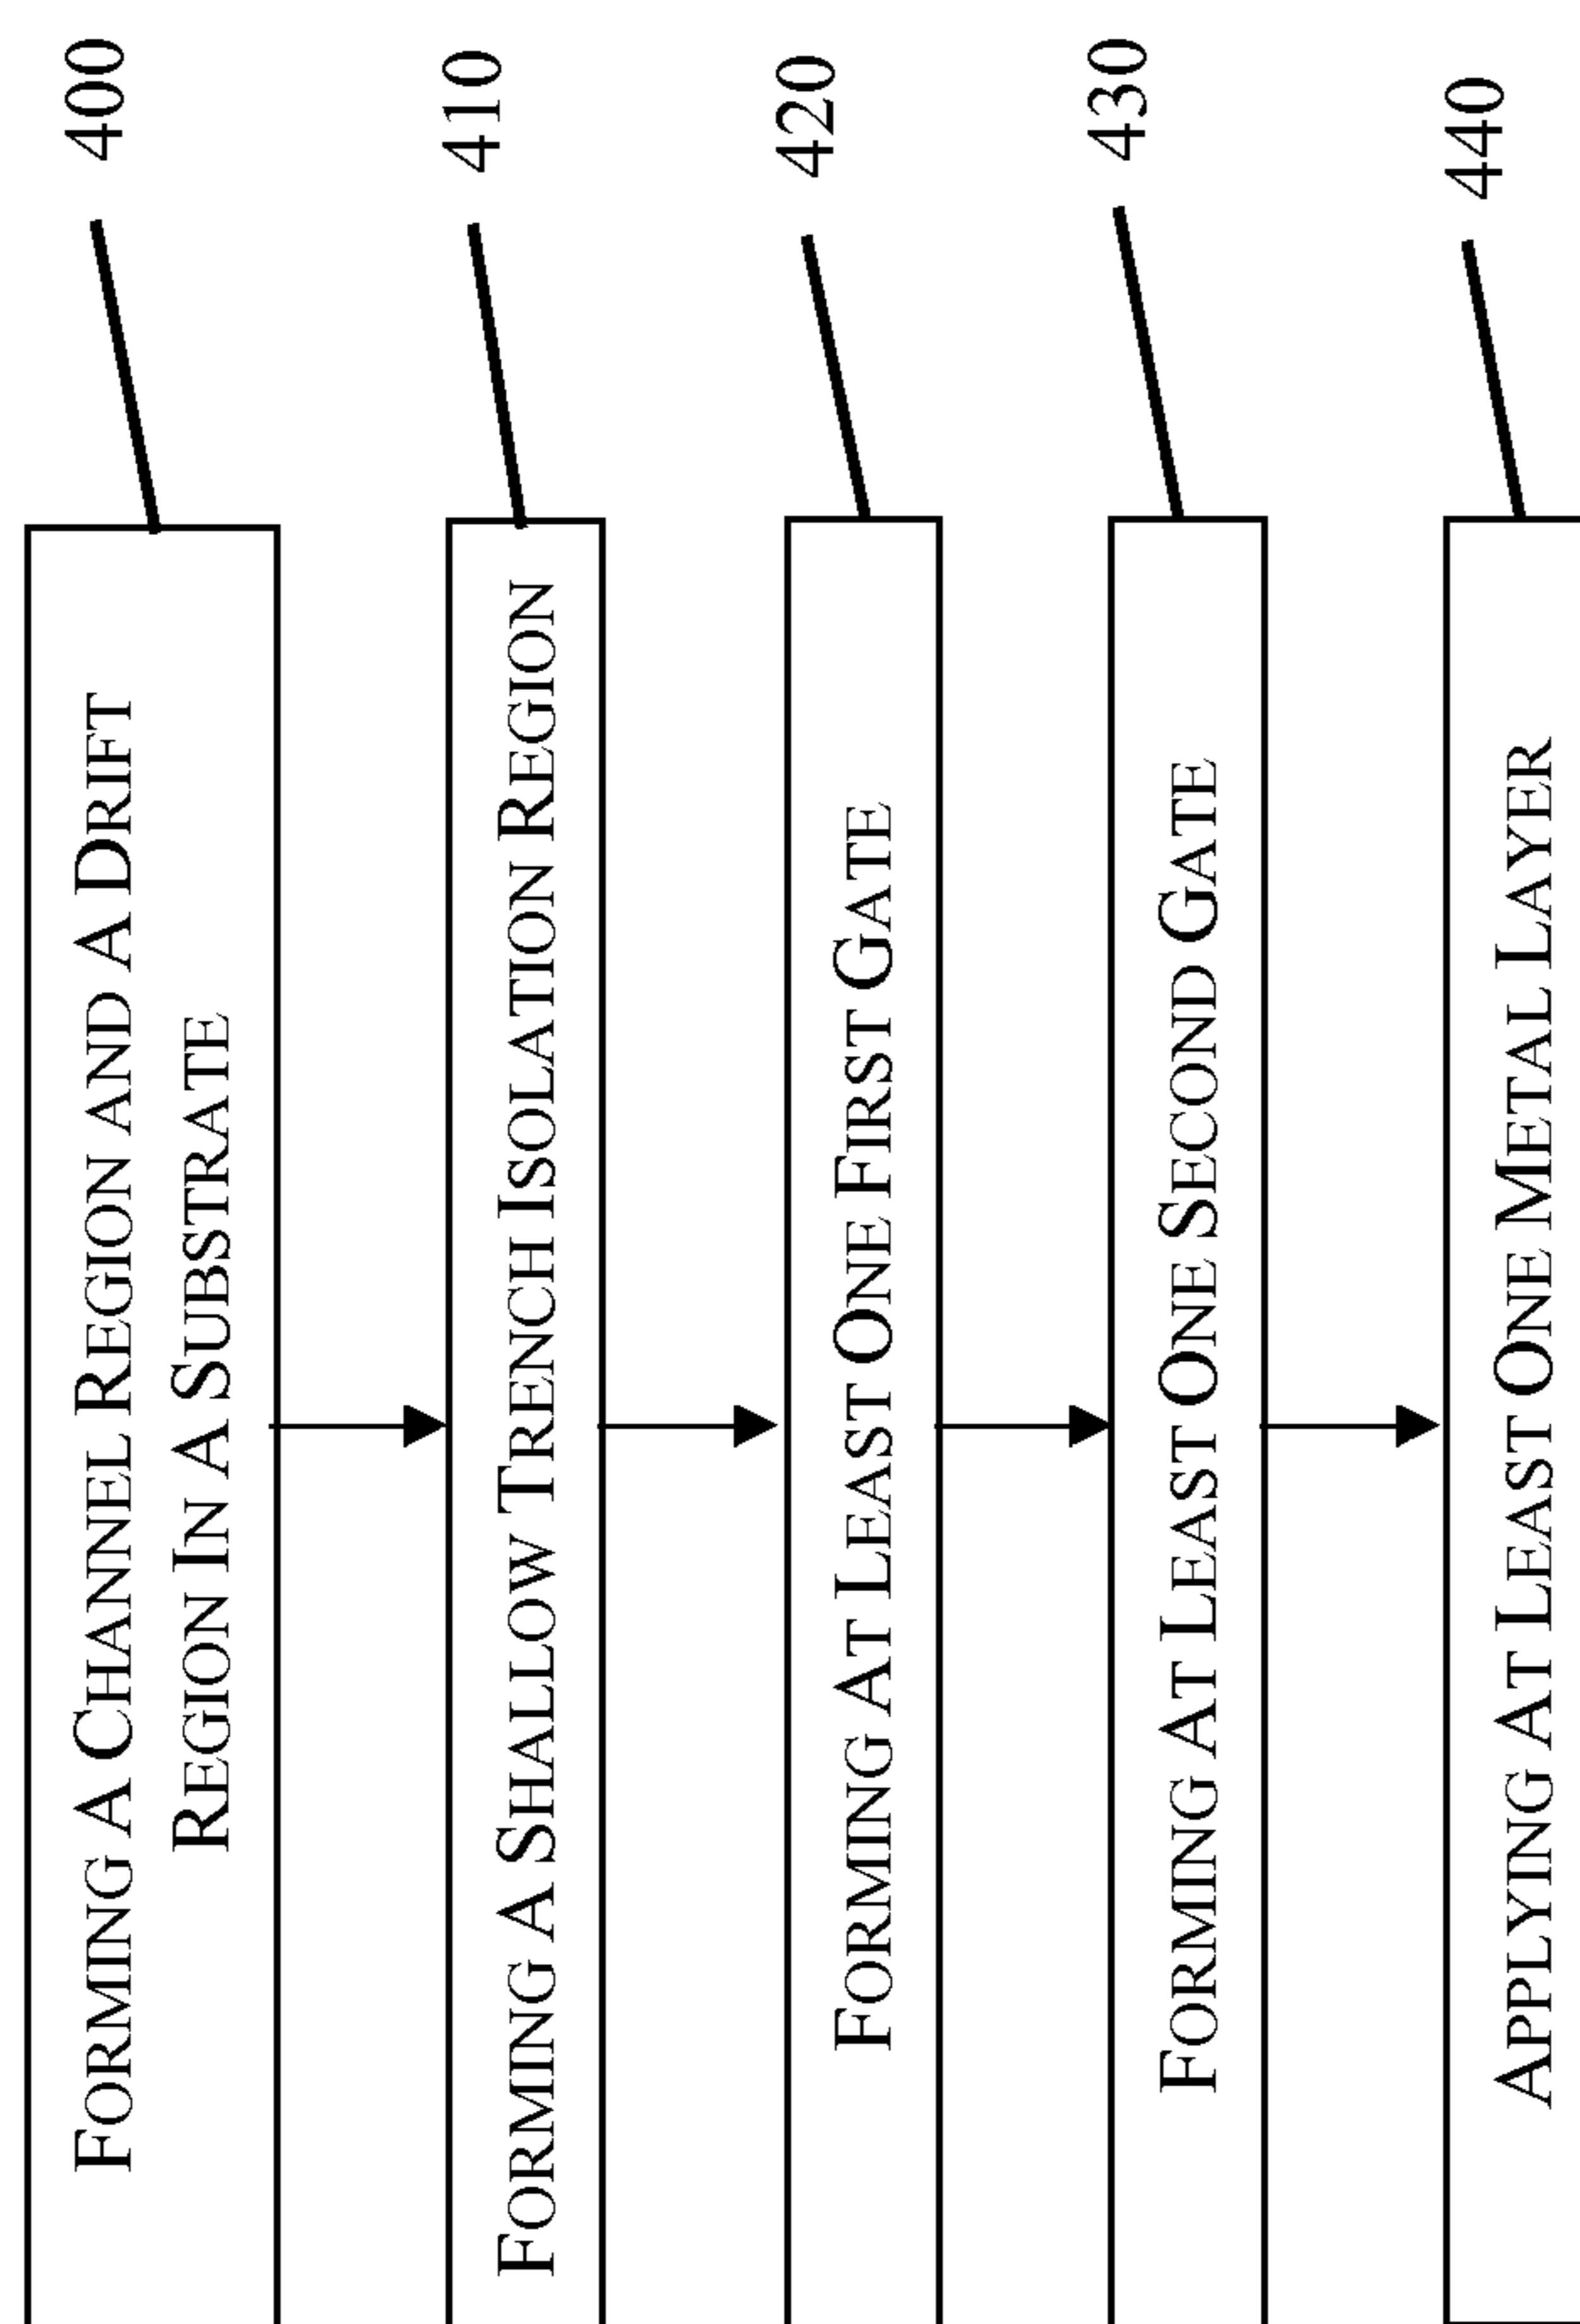 FORMING A CHANNEL REGION AND A DRIFT
REGION IN A SUBSTRATE
400
FORMING A SHALLOW TRENCH ISOLATION REGION
410
FORMING AT LEAST ONE FIRST GATE
420
FORMING AT LEAST ONE SECOND GATE
430
APPLYING AT LEAST ONE METAL LAYER
440